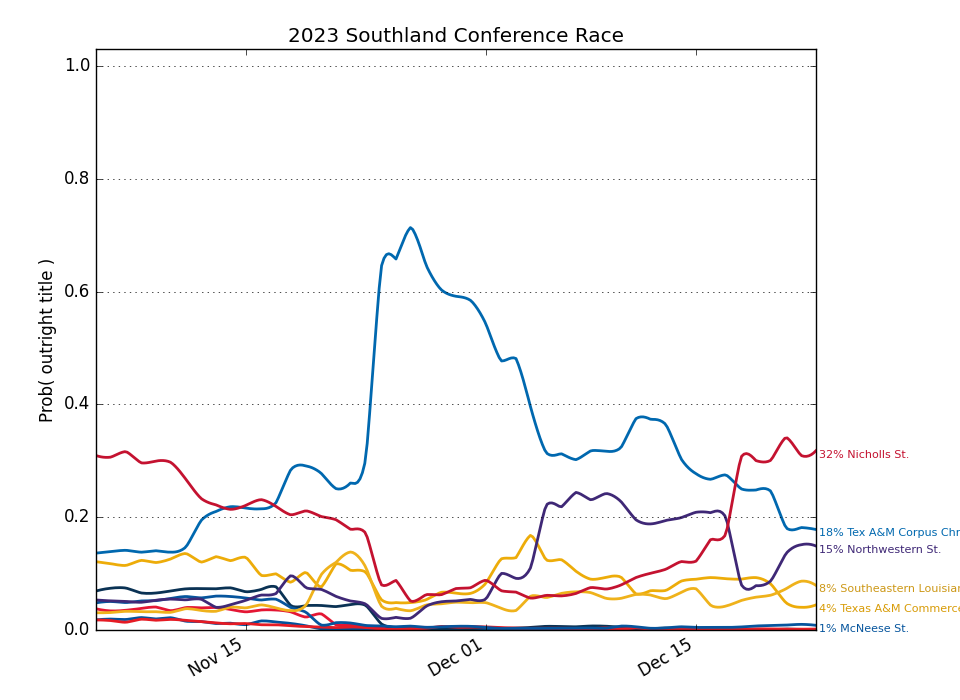 2023 Southland Conference Race
Prob( outright title )
1.0
0.8
0.6
0.4
0.2
0.0
Nov 15
Dec 01
Dec 15
32% Nicholls St.
18% Tex A&M Corpus Chr
15% Northwestern St.
8% Southeastern Louisian
4% Texas A&M Commerce
1% McNeese St.